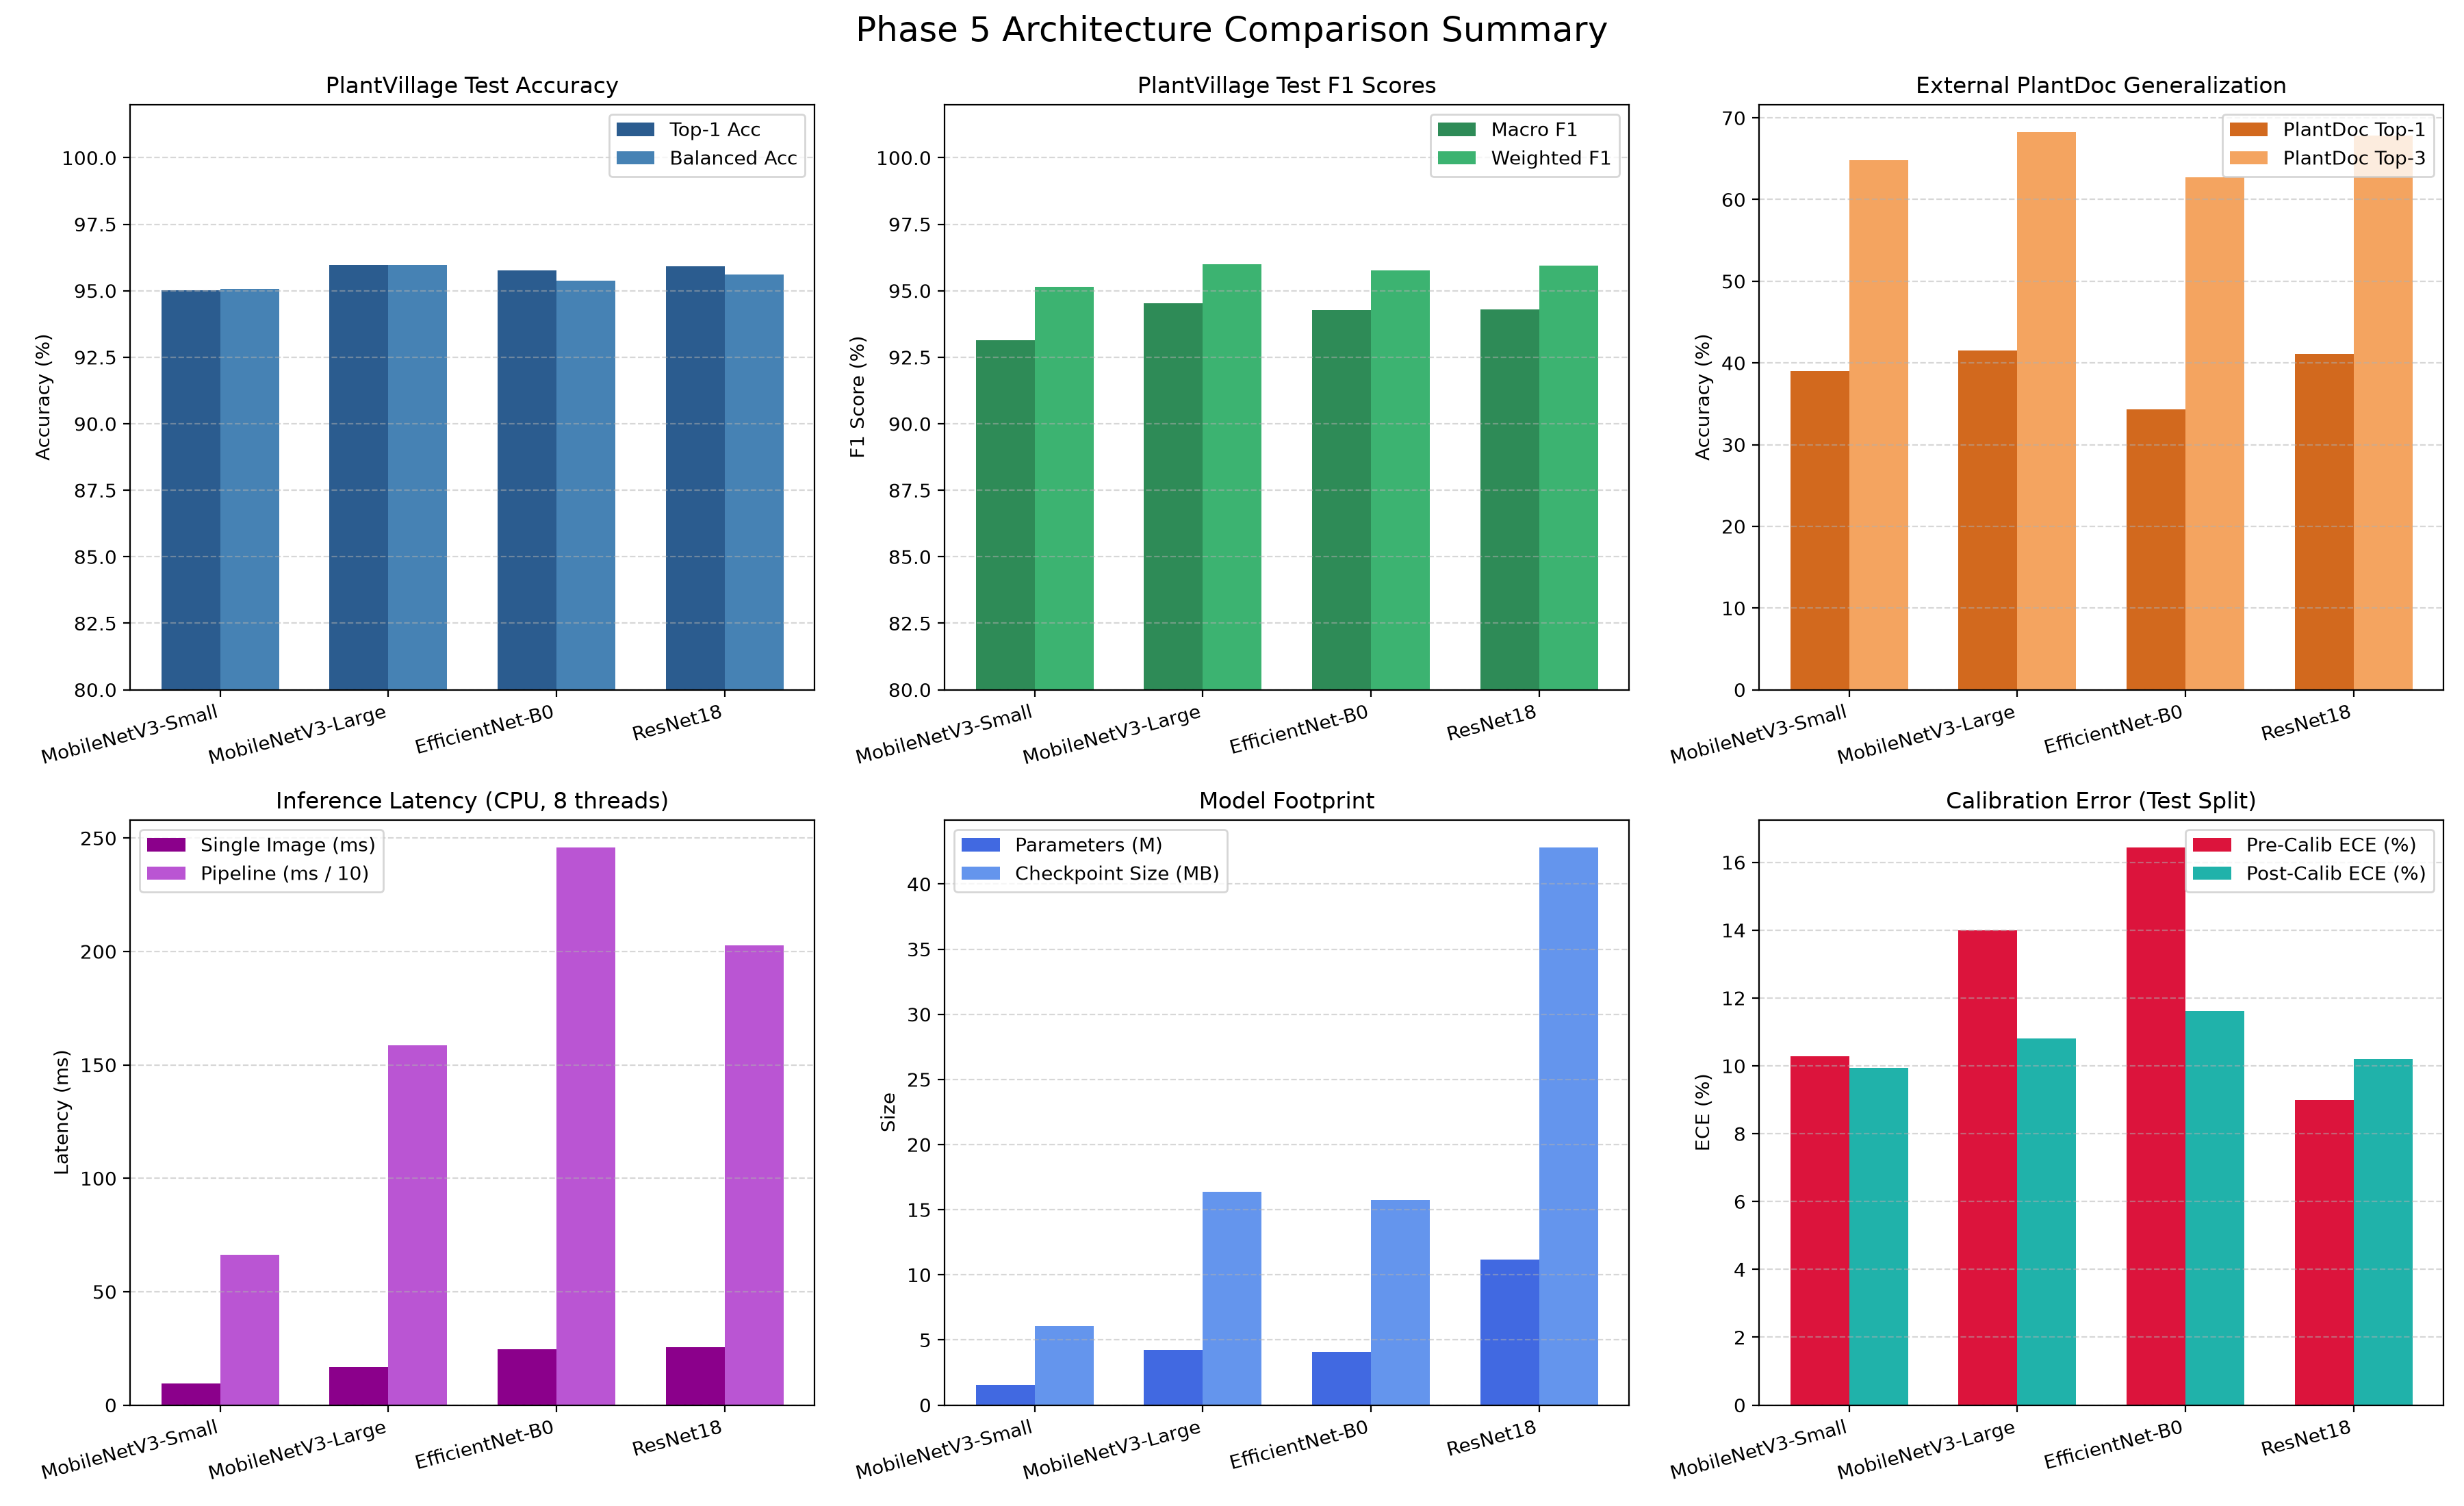 Phase 5 Architecture Comparison Summary
PlantVillage Test Accuracy
Top-1 Acc
Balanced Acc
Accuracy (%)
100.0
97.5
95.0
92.5
90.0
87.5
85.0
82.5
80.0
MobileNetV3-Small
MobileNetV3-Large
EfficientNet-B0
ResNet18
PlantVillage Test F1 Scores
Macro F1
Weighted F1
F1 Score (%)
100.0
97.5
95.0
92.5
90.0
87.5
85.0
82.5
80.0
MobileNetV3-Small
MobileNetV3-Large
EfficientNet-B0
ResNet18
External PlantDoc Generalization
PlantDoc Top-1
PlantDoc Top-3
Accuracy (%)
70
60
50
40
30
20
10
0
MobileNetV3-Small
MobileNetV3-Large
EfficientNet-B0
ResNet18
Inference Latency (CPU, 8 threads)
Single Image (ms)
Pipeline (ms / 10)
Latency (ms)
250
200
150
100
50
0
MobileNetV3-Small
MobileNetV3-Large
EfficientNet-B0
ResNet18
Model Footprint
Parameters (M)
Checkpoint Size (MB)
Size
40
35
30
25
20
15
10
5
0
MobileNetV3-Small
MobileNetV3-Large
EfficientNet-B0
ResNet18
Calibration Error (Test Split)
Pre-Calib ECE (%)
Post-Calib ECE (%)
ECE (%)
16
14
12
10
8
6
4
2
0
MobileNetV3-Small
MobileNetV3-Large
EfficientNet-B0
ResNet18